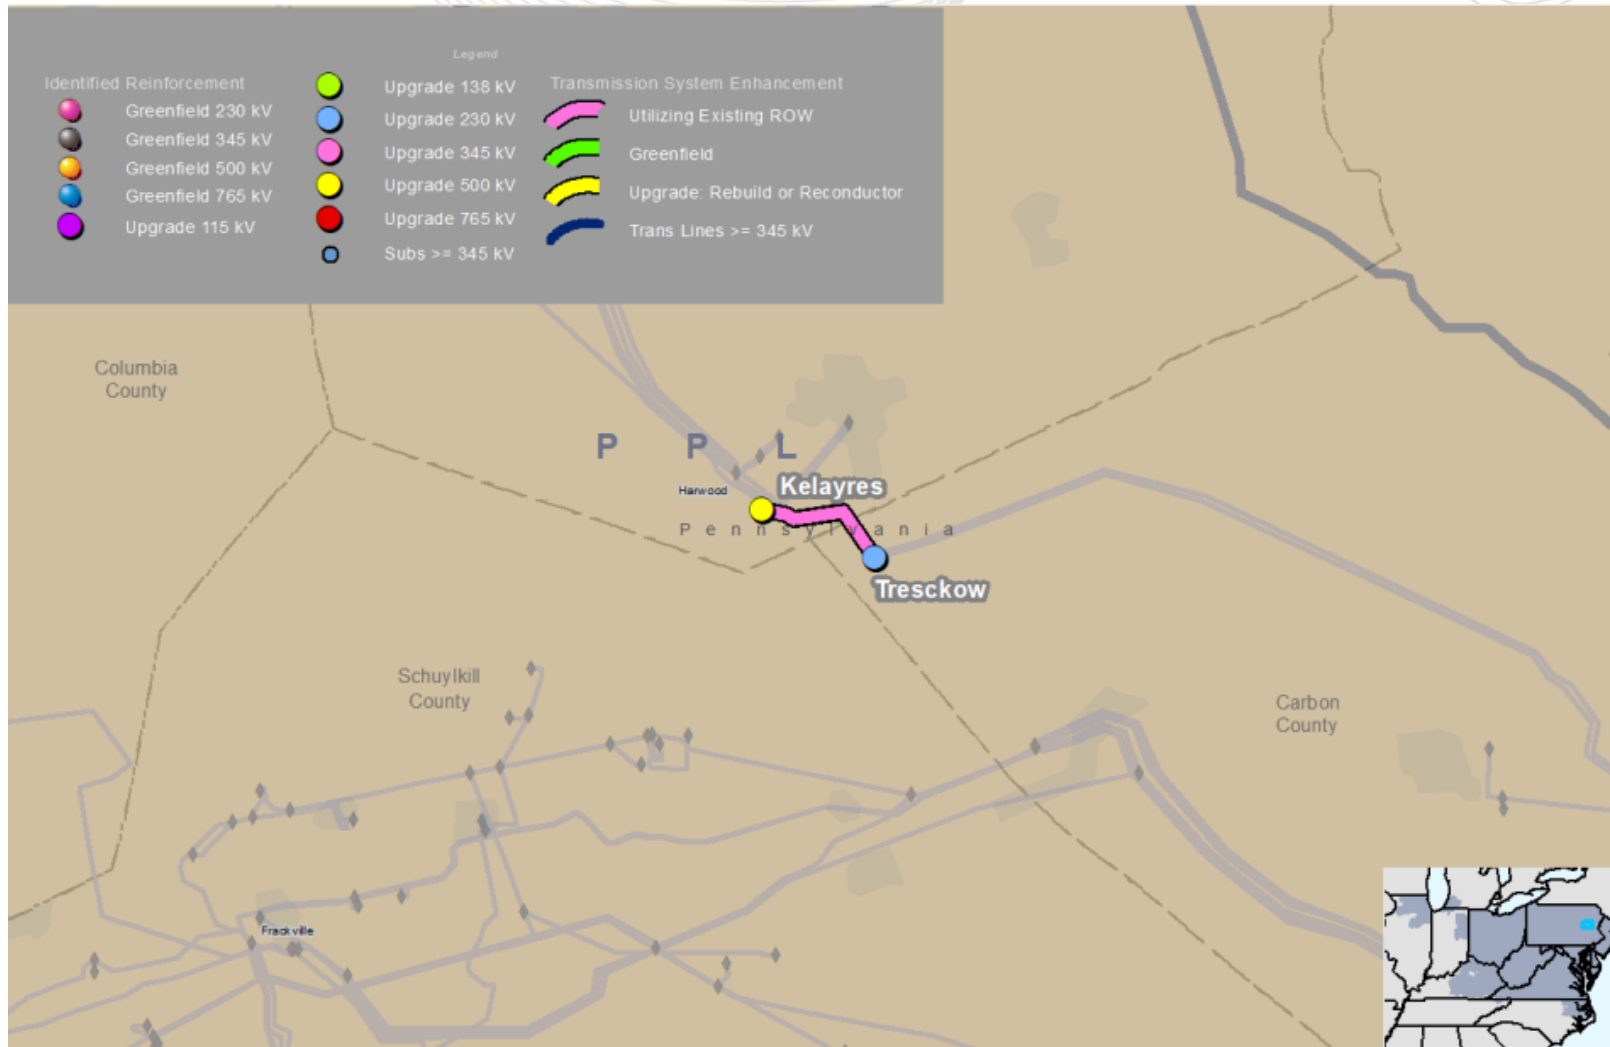 Legend
Identified Reinforcement
Greenfield 230 kV
Greenfield 345 kV
Greenfield 500 kV
Greenfield 765 kV
Upgrade 115 kV
Upgrade 138 kV
Upgrade 230 kV
Upgrade 345 kV
Upgrade 500 kV
Upgrade 765 kV
Subs >= 345 kV
Transmission System Enhancement
Utilizing Existing ROW
Greenfield
Upgrade: Rebuild or Reconductor
Trans Lines >= 345 kV
Columbia
County
P P L
Harwood
Kelayres
Pennsylvania
Tresckow
Schuylkill
County
Carbon
County
Frackville